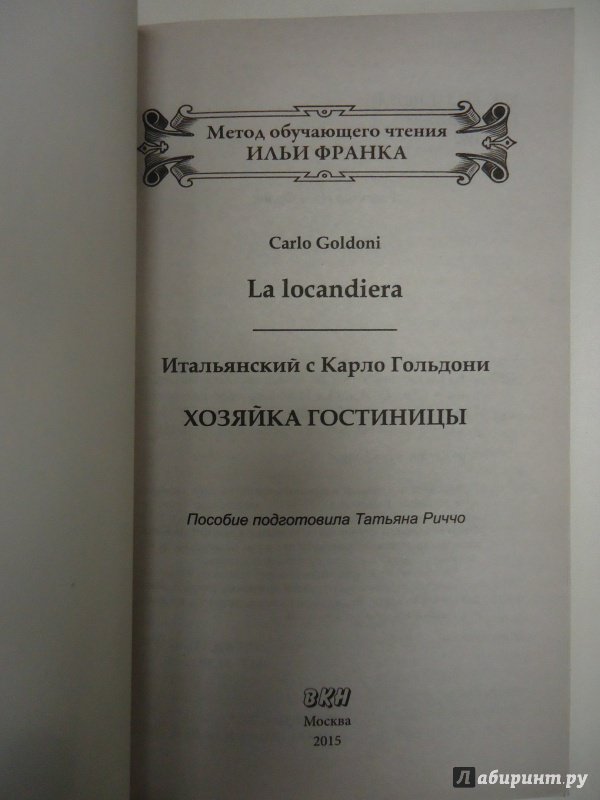 Метод обучающего чтения
ИЛЬИ ФРАНКА
Carlo Goldoni
La locandiera
Итальянский с Карло Гольдони
ХОЗЯЙКА ГОСТИНИЦЫ
Пособие подготовила Татьяна Риччо
ВКН
Москва
2015
Лабиринт.ру